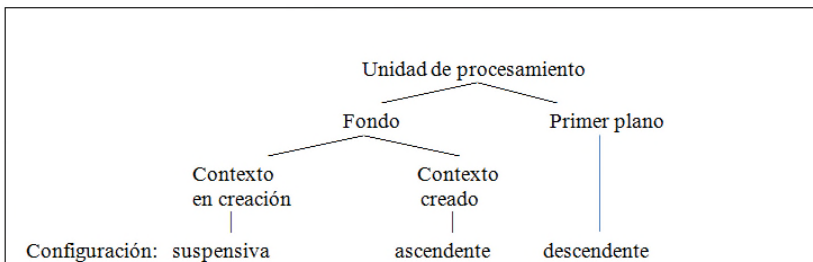 Unidad de procesamiento
Fondo Primer plano
Contexto Contexto
en creación creado
Configuración: suspensiva ascendente descendente